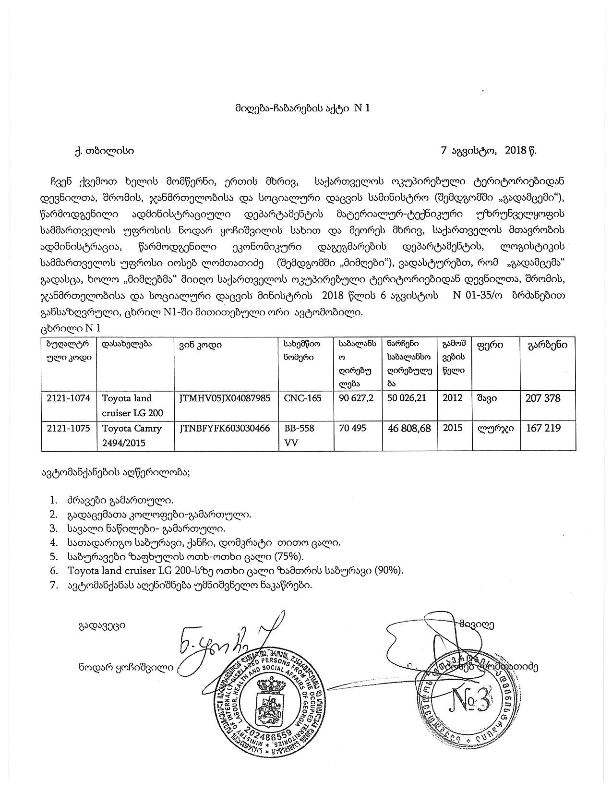 მიღება-ჩაბარების აქტი N 1
ქ. თბილისი 7 აგვისტო, 2018 წ.
ჩვენ ქვემოთ ხელის მომწერნი, ერთის მხრივ, საქართველოს ოკუპირებული ტერიტორიებიდან
დევნილთა, შრომის, ჯანმრთელობისა და სოციალური დაცვის სამინისტრო (შემდგომში „გადამცემი“),
წარმოდგენილი ადმინისტრაციული დეპარტამენტის მატერიალურ-ტექნიკური უზრუნველყოფის
სამმართველოს უფროსის ნოდარ ყოჩიშვილის სახით და მეორეს მხრივ, საქართველოს მთავრობის
ადმინისტრაცია, წარმოდგენილი ეკონომიკური დაგეგმარების დეპარტამენტის, ლოგისტიკის
სამმართველოს უფროსი იოსებ ლომთათიძე (შემდგომში „მიმღები“), ვადასტურებთ, რომ „გადამცემა“
გადასცა, ხოლო „მიმღებმა“ მიიღო საქართველოს ოკუპირებული ტერიტორიებიდან დევნილთა, შრომის,
ჯანმრთელობისა და სოციალური დაცვის მინისტრის 2018 წლის 6 აგვისტოს N 01-35/ო ბრძანებით
განსაზღვრული, ცხრილ N1-ში მითითებული ორი ავტომობილი.
ცხრილი N 1
ბუღალტრული კოდი დასახელება ვინ კოდი სახემწიო ნომერი საბალანსო ღირებულება ნარჩენი საბალანსო ღირებულება გამოშვების წელი ფერი გარბენი
2121-1074 Toyota land cruiser LG 200 JTMHV05JX04087985 CNC-165 90 627,2 50 026,21 2012 შავი 207 378
2121-1075 Toyota Camry 2494/2015 JTNBFYFK603030466 BB-558 VV 70 495 46 808,68 2015 ლურჯი 167 219
ავტომანქანების აღწერილობა;
1. ძრავები გამართული.
2. გადაცემათა კოლოფები-გამართული.
3. სავალი ნაწილები- გამართული.
4. სათადარიგო საბურავი, ქანჩი, დომკრატი თითო ცალი.
5. საბურავები ზაფხულის ოთხ-ოთხი ცალი (75%).
6. Toyota land cruiser LG 200-სზე ოთხი ცალი ზამთრის საბურავი (90%).
7. ავტომანქანას აღენიშნება უმნიშვნელო ნაკაწრები.
გადავეცი მივიღე
ნოდარ ყოჩიშვილი იოსებ ლომთათიძე
202466559
№3